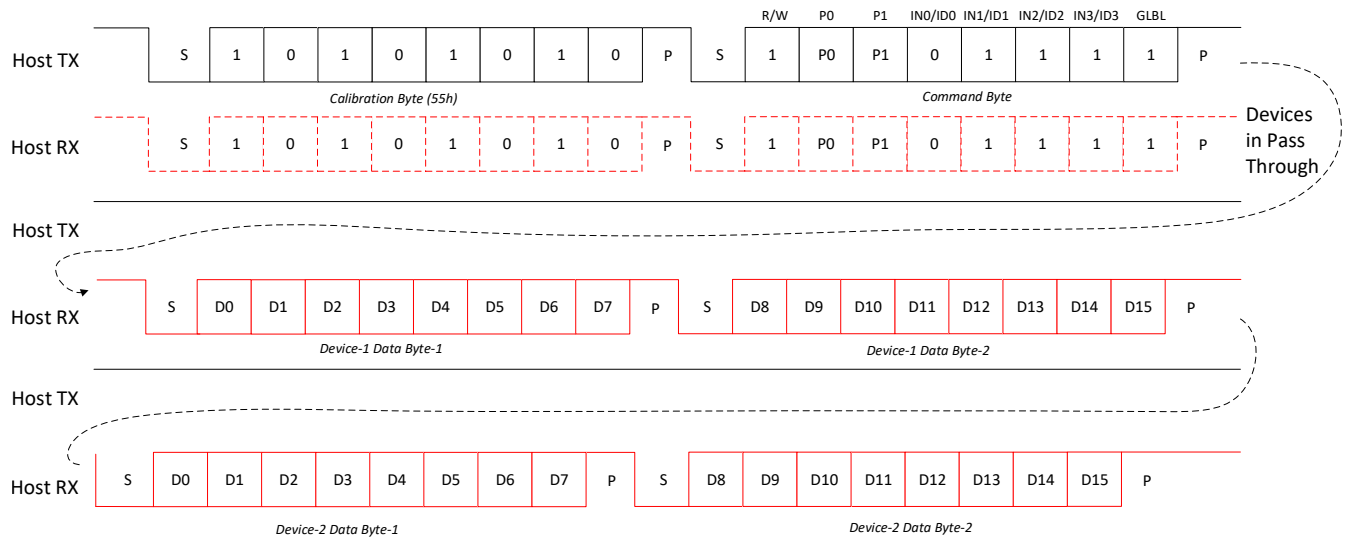 R/W P0 P1 IN0/ID0 IN1/ID1 IN2/ID2 IN3/ID3 GLBL
Host TX S 1 0 1 0 1 0 1 0 P S 1 P0 P1 0 1 1 1 1 P
Calibration Byte (55h) Command Byte
Host RX S 1 0 1 0 1 0 1 0 P S 1 P0 P1 0 1 1 1 1 P
Devices
in Pass
Through
Host TX
Host RX S D0 D1 D2 D3 D4 D5 D6 D7 P S D8 D9 D10 D11 D12 D13 D14 D15 P
Device-1 Data Byte-1 Device-1 Data Byte-2
Host TX
Host RX S D0 D1 D2 D3 D4 D5 D6 D7 P S D8 D9 D10 D11 D12 D13 D14 D15 P
Device-2 Data Byte-1 Device-2 Data Byte-2